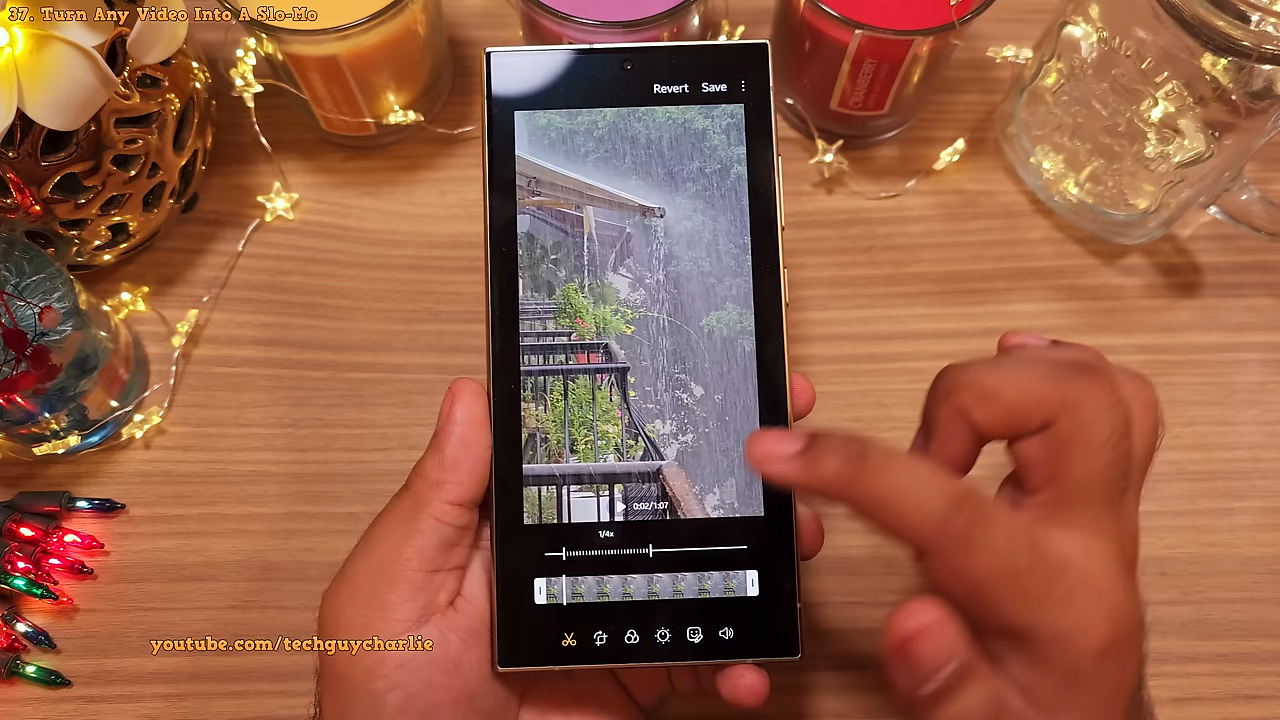 37. Turn Any Video Into A Slo-Mo
CRANBERRY
Revert Save
0:02/1:07
1/4x
youtube.com/techguycharlie